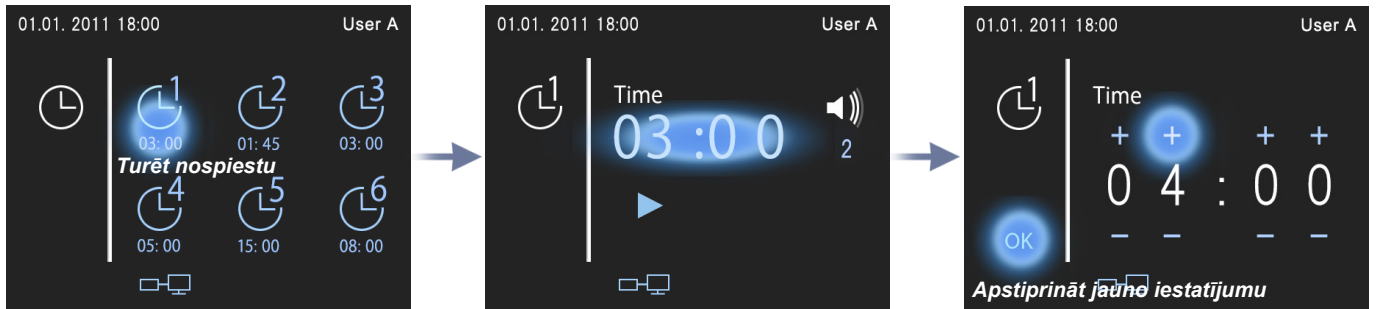 01.01. 2011 18:00 User A
1 2 3
03: 00 01: 45 03: 00
Turēt nospiestu
4 5 6
05: 00 15: 00 08: 00
01.01. 2011 18:00 User A
1
Time
03 :0 0
2
01.01. 2011 18:00 User A
1
Time
+ + + +
0 4 : 0 0
OK
– – – –
Apstiprināt jauno iestatījumu